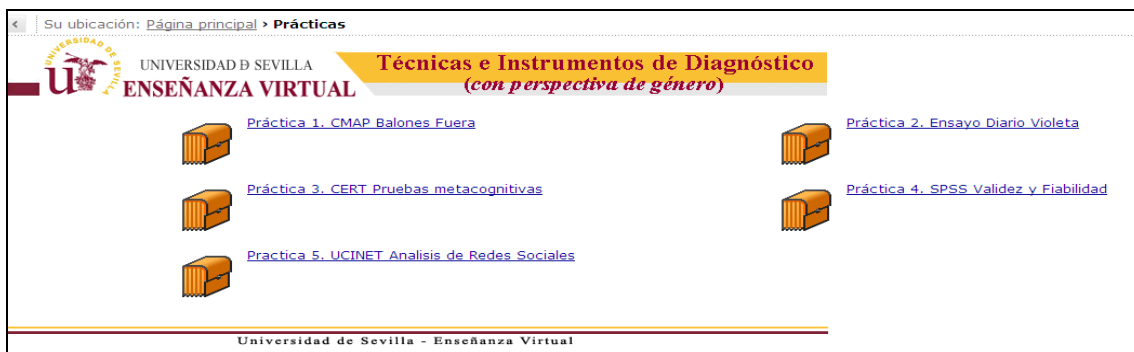 Su ubicación: Página principal › Prácticas
UNIVERSIDAD DE SEVILLA
UNIVERSIDAD Ð SEVILLA
ENSEÑANZA VIRTUAL
Técnicas e Instrumentos de Diagnóstico
(con perspectiva de género)
Práctica 1. CMAP Balones Fuera
Práctica 2. Ensayo Diario Violeta
Práctica 3. CERT Pruebas metacognitivas
Práctica 4. SPSS Validez y Fiabilidad
Practica 5. UCINET Analisis de Redes Sociales
Universidad de Sevilla - Enseñanza Virtual